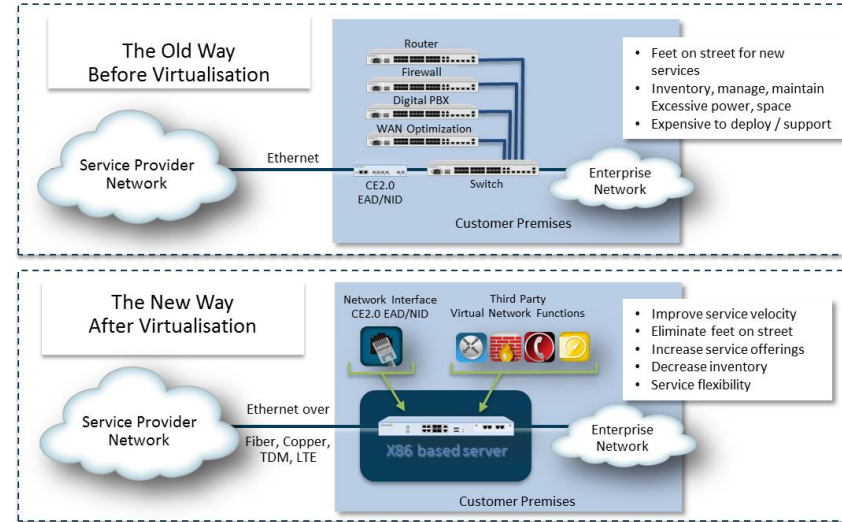 The Old Way
Before Virtualisation
Router
Firewall
Digital PBX
WAN Optimization
Service Provider
Network
Ethernet
CE2.0
EAD/NID
Switch
Enterprise
Network
Customer Premises
• Feet on street for new
services
• Inventory, manage, maintain
Excessive power, space
• Expensive to deploy / support
The New Way
After Virtualisation
Network Interface
CE2.0 EAD/NID
Third Party
Virtual Network Functions
Service Provider
Network
Ethernet over
Fiber, Copper,
TDM, LTE
X86 based server
Enterprise
Network
Customer Premises
• Improve service velocity
• Eliminate feet on street
• Increase service offerings
• Decrease inventory
• Service flexibility